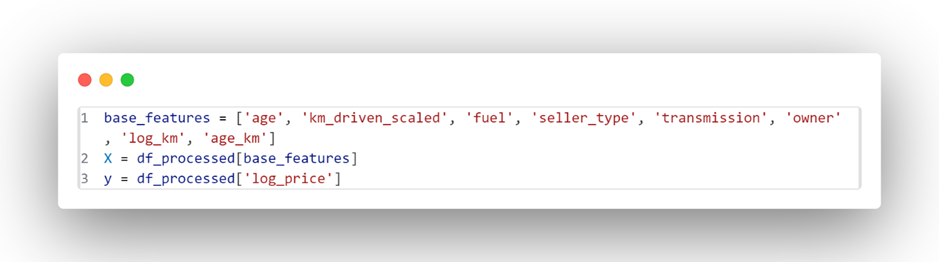 1 base_features = ['age', 'km_driven_scaled', 'fuel', 'seller_type', 'transmission', 'owner'
, 'log_km', 'age_km']
2 X = df_processed[base_features]
3 y = df_processed['log_price']